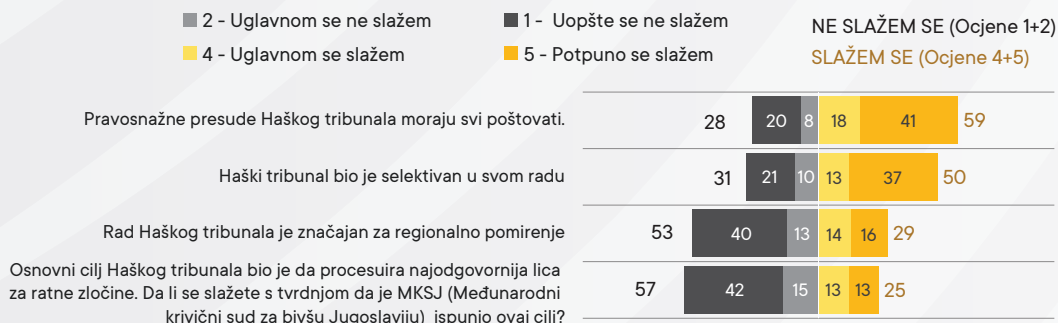 2 - Uglavnom se ne slažem
1 - Uopšte se ne slažem
NE SLAŽEM SE (Ocjene 1+2)
4 - Uglavnom se slažem
5 - Potpuno se slažem
SLAŽEM SE (Ocjene 4+5)
Pravosnažne presude Haškog tribunala moraju svi poštovati.
28 20 8 18 41 59
Haški tribunal bio je selektivan u svom radu
31 21 10 13 37 50
Rad Haškog tribunala je značajan za regionalno pomirenje
53 40 13 14 16 29
Osnovni cilj Haškog tribunala bio je da procesuira najodgovornija lica
za ratne zločine. Da li se slažete s tvrdnjom da je MKSJ (Međunarodni
krivični sud za bivšu Jugoslaviju) ispunio ovaj cilj?
57 42 15 13 13 25